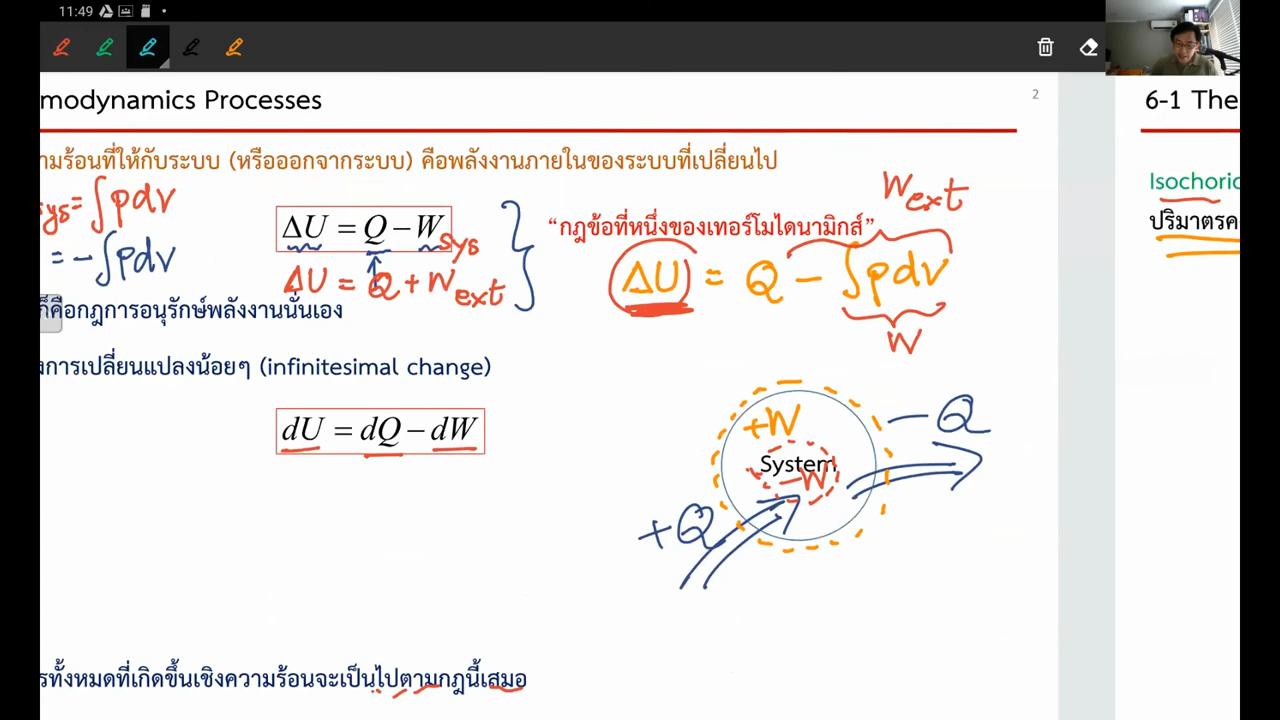 11:49
modynamics Processes
2
6-1 The
ามร้อนที่ให้กับระบบ (หรือออกจากระบบ) คือพลังงานภายในของระบบที่เปลี่ยนไป
Isochoric
ปริมาตรค
sys = ∫pdv
= -∫pdv
ΔU = Q - W sys
ΔU = Q + W ext
"กฎข้อที่หนึ่งของเทอร์โมไดนามิกส์"
W ext
ΔU = Q - ∫pdv
W
ก็คือกฎการอนุรักษ์พลังงานนั่นเอง
งการเปลี่ยนแปลงน้อยๆ (infinitesimal change)
dU = dQ - dW
+W
System
-W
-Q
+Q
รทั้งหมดที่เกิดขึ้นเชิงความร้อนจะเป็นไปตามกฎนี้เสมอ